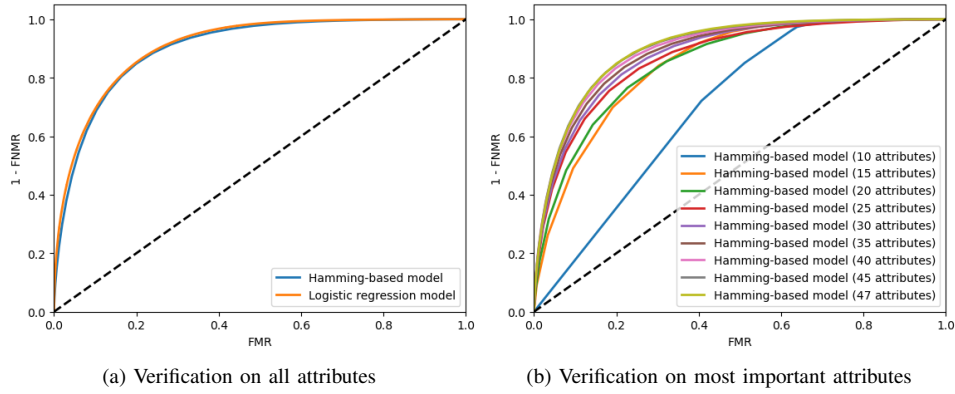 1.0
0.8
0.6
0.4
0.2
0.0
1 - FNMR
0.0 0.2 0.4 0.6 0.8 1.0
FMR
Hamming-based model
Logistic regression model
(a) Verification on all attributes
1.0
0.8
0.6
0.4
0.2
0.0
1 - FNMR
0.0 0.2 0.4 0.6 0.8 1.0
FMR
Hamming-based model (10 attributes)
Hamming-based model (15 attributes)
Hamming-based model (20 attributes)
Hamming-based model (25 attributes)
Hamming-based model (30 attributes)
Hamming-based model (35 attributes)
Hamming-based model (40 attributes)
Hamming-based model (45 attributes)
Hamming-based model (47 attributes)
(b) Verification on most important attributes